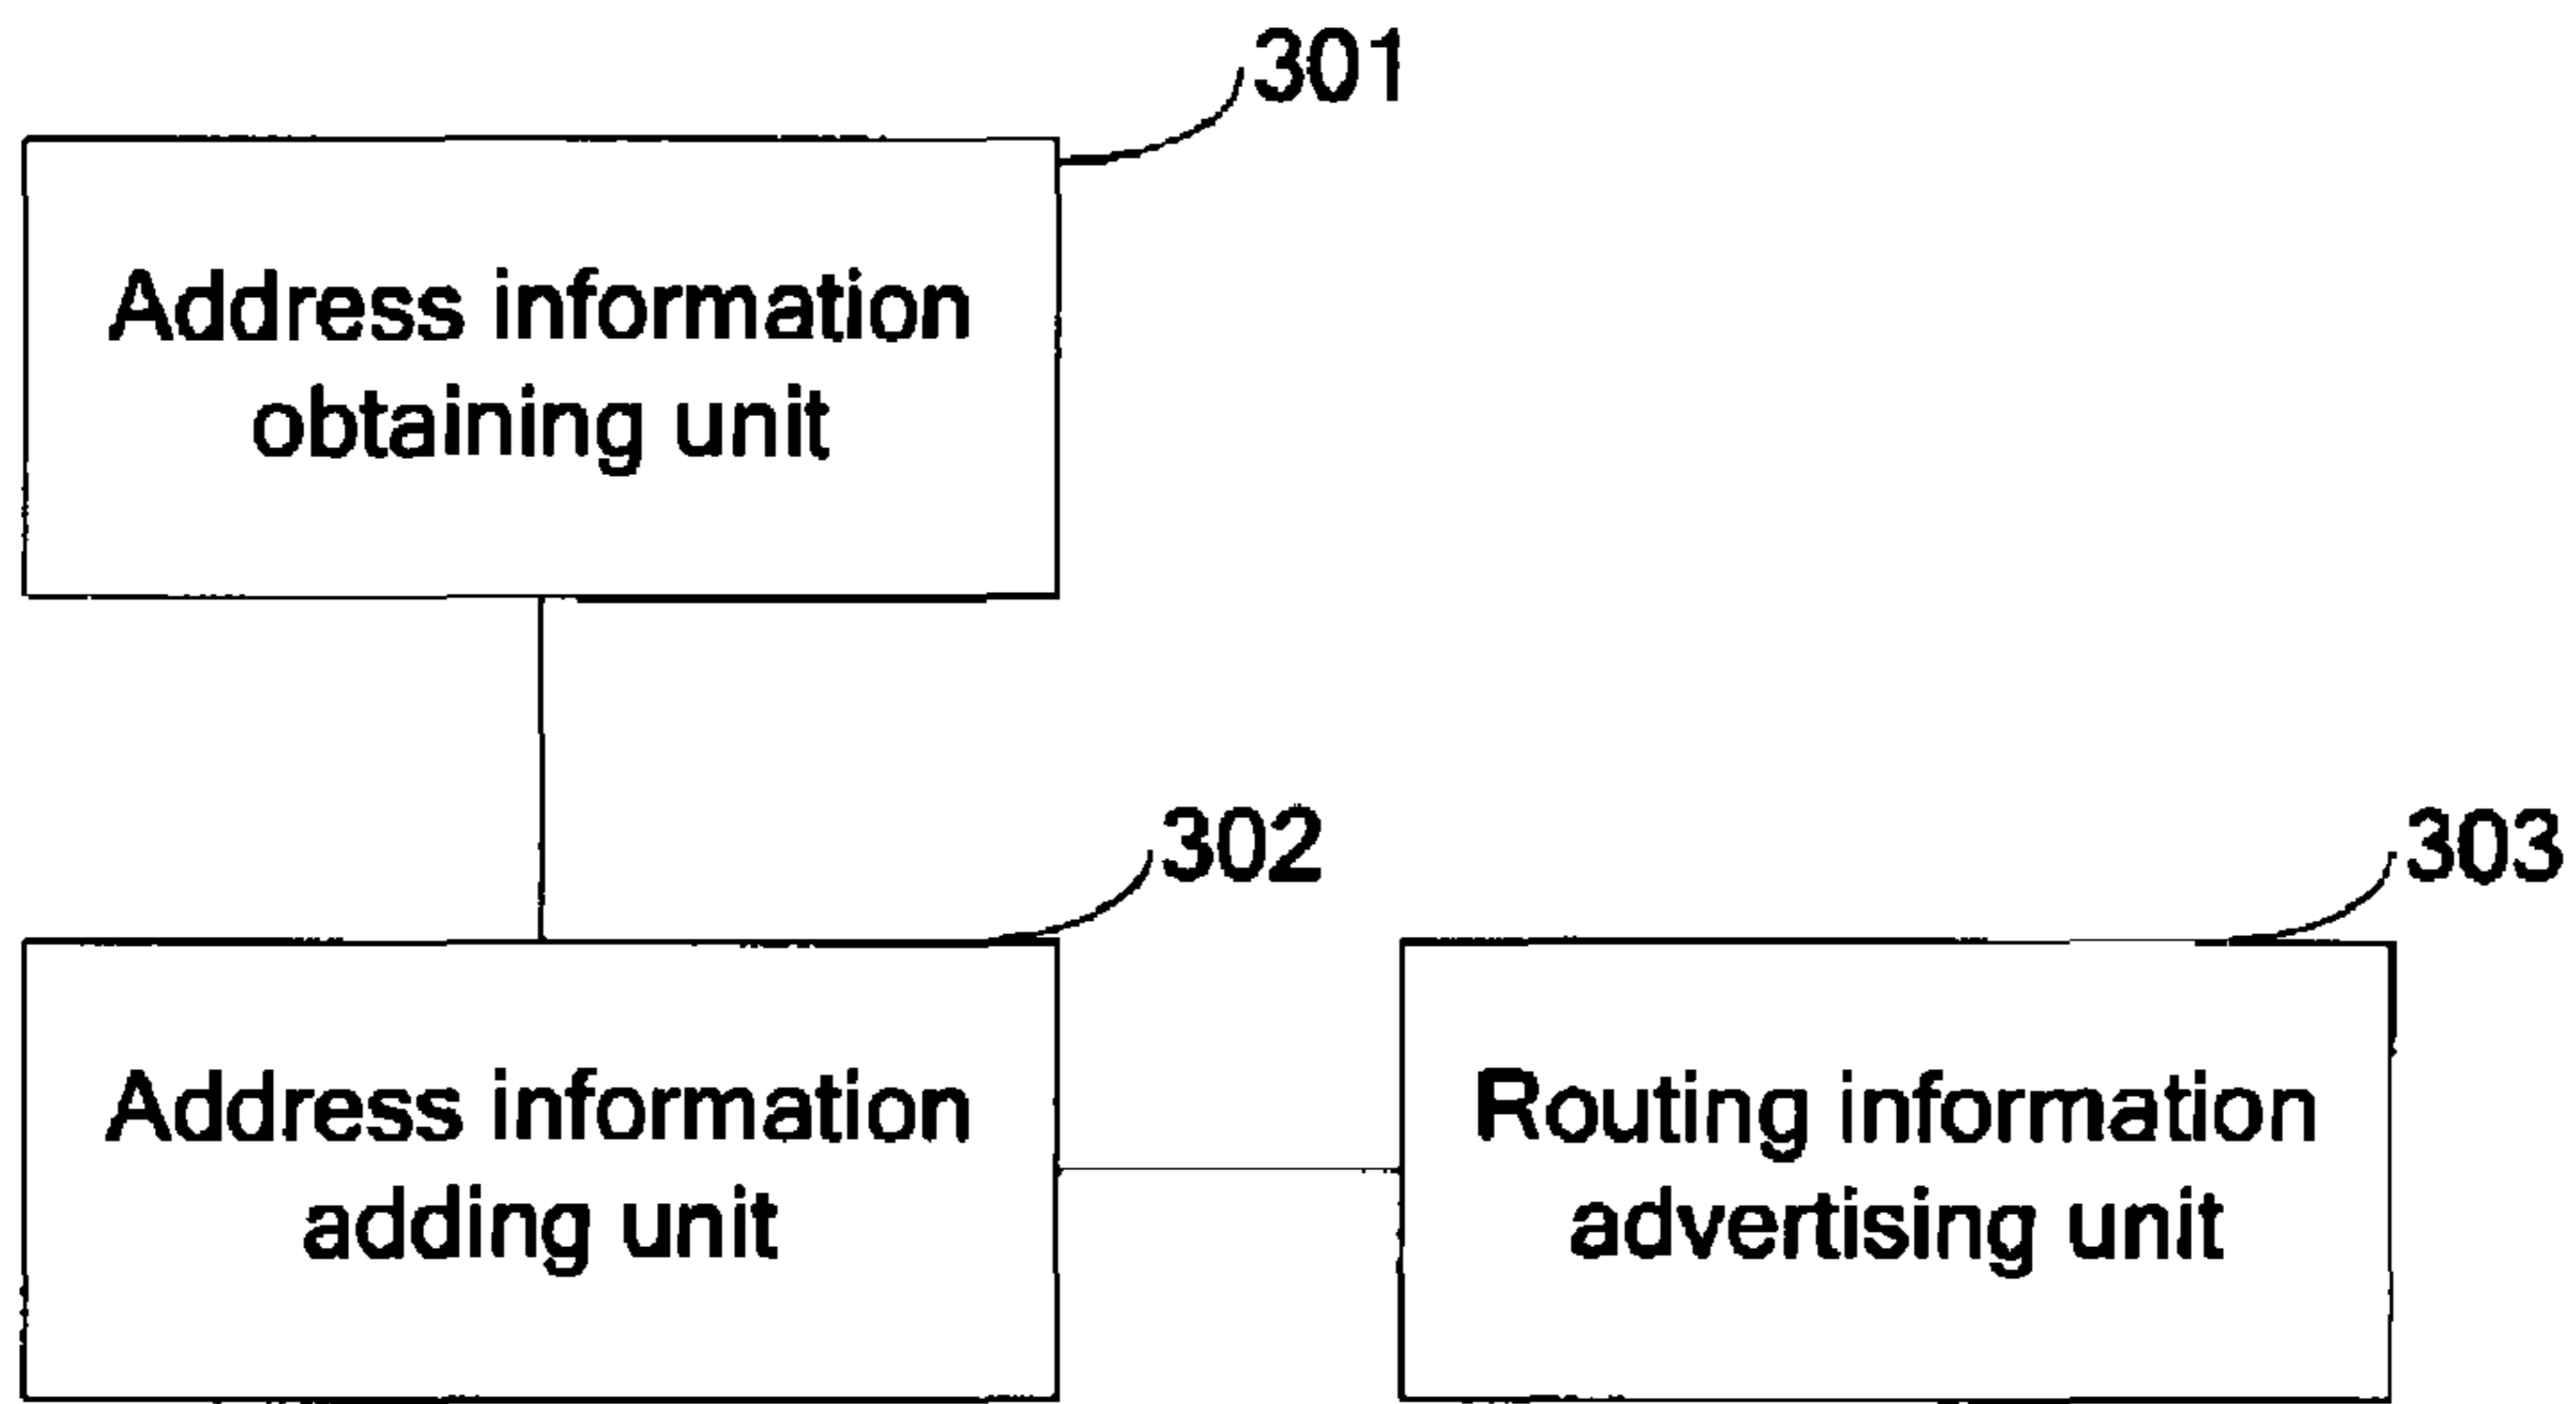 301
Address information
obtaining unit
302
303
Address information
adding unit
Routing information
advertising unit